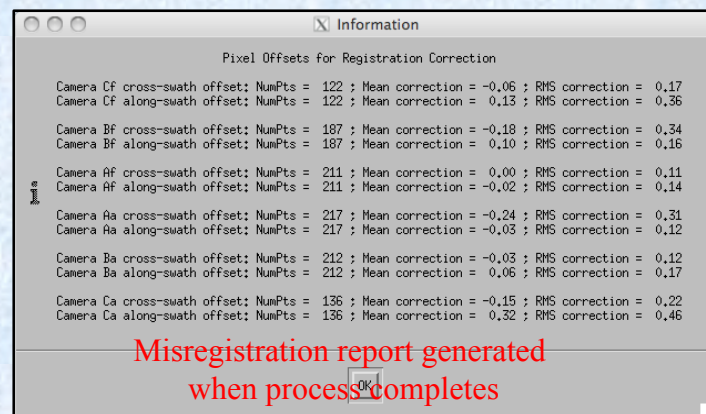 X Information
Pixel Offsets for Registration Correction
Camera Cf cross-swath offset: NumPts = 122 ; Mean correction = -0.06 ; RMS correction = 0.17
Camera Cf along-swath offset: NumPts = 122 ; Mean correction = 0.13 ; RMS correction = 0.36
Camera Bf cross-swath offset: NumPts = 187 ; Mean correction = -0.18 ; RMS correction = 0.34
Camera Bf along-swath offset: NumPts = 187 ; Mean correction = 0.10 ; RMS correction = 0.16
Camera Af cross-swath offset: NumPts = 211 ; Mean correction = 0.00 ; RMS correction = 0.11
Camera Af along-swath offset: NumPts = 211 ; Mean correction = -0.02 ; RMS correction = 0.14
Camera Aa cross-swath offset: NumPts = 217 ; Mean correction = -0.24 ; RMS correction = 0.31
Camera Aa along-swath offset: NumPts = 217 ; Mean correction = -0.03 ; RMS correction = 0.12
Camera Ba cross-swath offset: NumPts = 212 ; Mean correction = -0.03 ; RMS correction = 0.12
Camera Ba along-swath offset: NumPts = 212 ; Mean correction = 0.06 ; RMS correction = 0.17
Camera Ca cross-swath offset: NumPts = 136 ; Mean correction = -0.15 ; RMS correction = 0.22
Camera Ca along-swath offset: NumPts = 136 ; Mean correction = 0.32 ; RMS correction = 0.46
Misregistration report generated
when process completes
OK